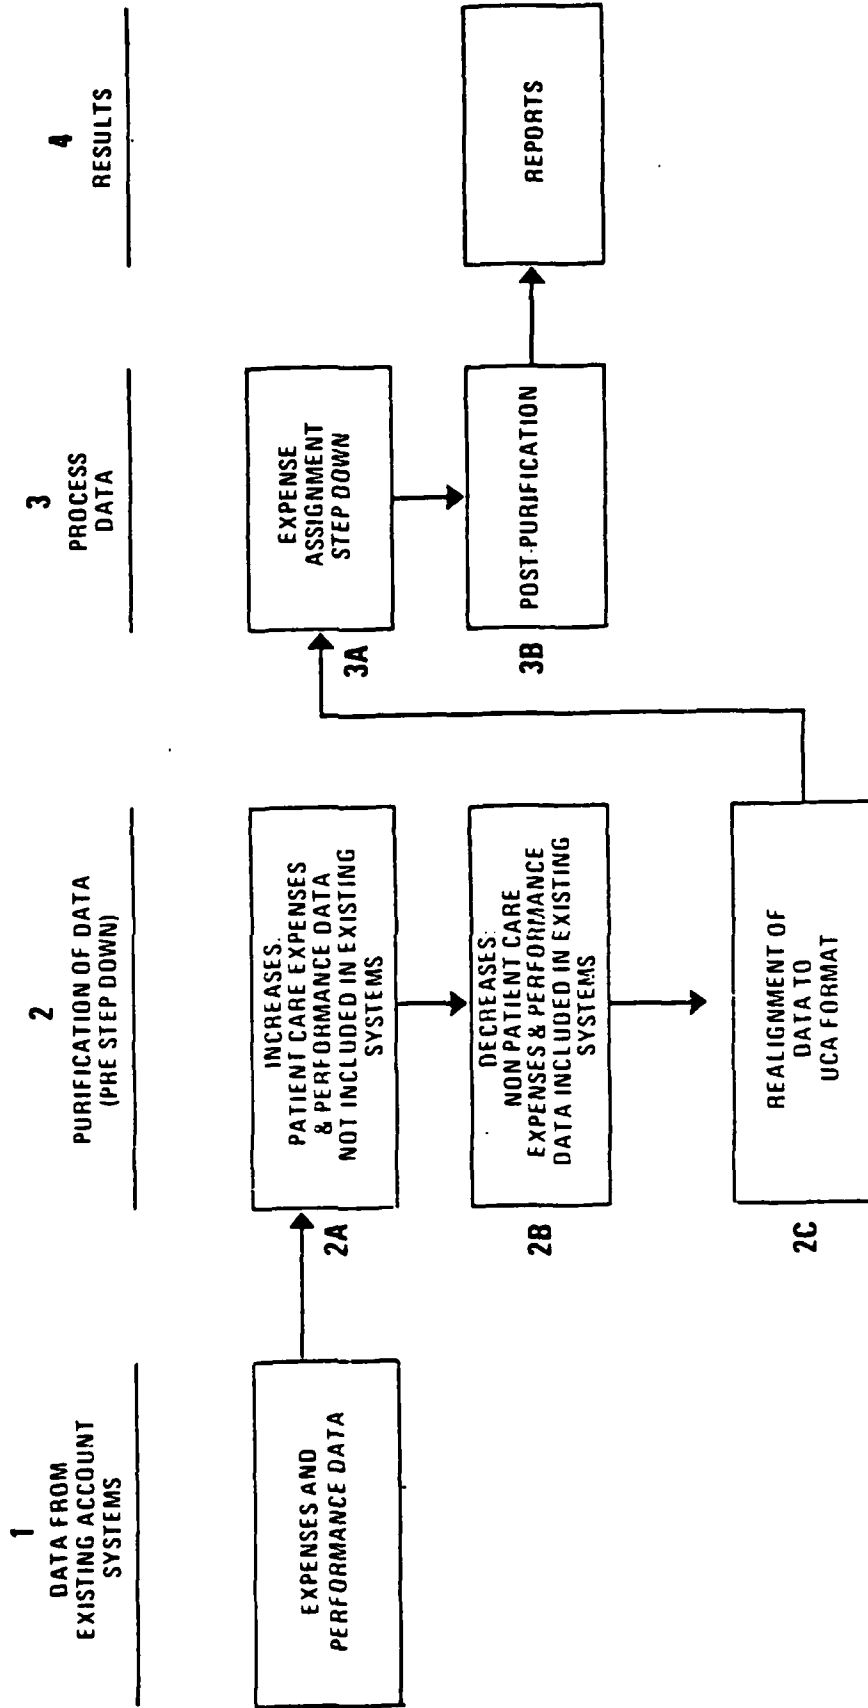 1
DATA FROM
EXISTING ACCOUNT
SYSTEMS
EXPENSES AND
PERFORMANCE DATA
2
PURIFICATION OF DATA
(PRE STEP DOWN)
INCREASES.
PATIENT CARE EXPENSES
& PERFORMANCE DATA
NOT INCLUDED IN EXISTING
SYSTEMS
2A
DECREASES:
NON PATIENT CARE
EXPENSES & PERFORMANCE
DATA INCLUDED IN EXISTING
SYSTEMS
2B
REALIGNMENT OF
DATA TO
UCA FORMAT
2C
3
PROCESS
DATA
EXPENSE
ASSIGNMENT
STEP DOWN
3A
POST-PURIFICATION
3B
4
RESULTS
REPORTS